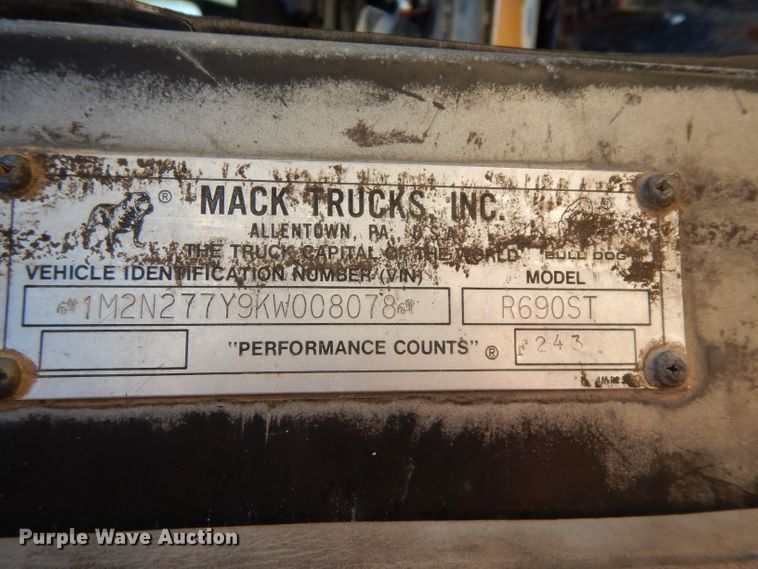 ® MACK TRUCKS, INC. ®
ALLENTOWN, PA. U.S.A.
THE TRUCK CAPITAL OF THE WORLD BULL DOG
VEHICLE IDENTIFICATION NUMBER (VIN) MODEL
1M2N277Y9KW008078 R690ST
"PERFORMANCE COUNTS" ® 243
Purple Wave Auction